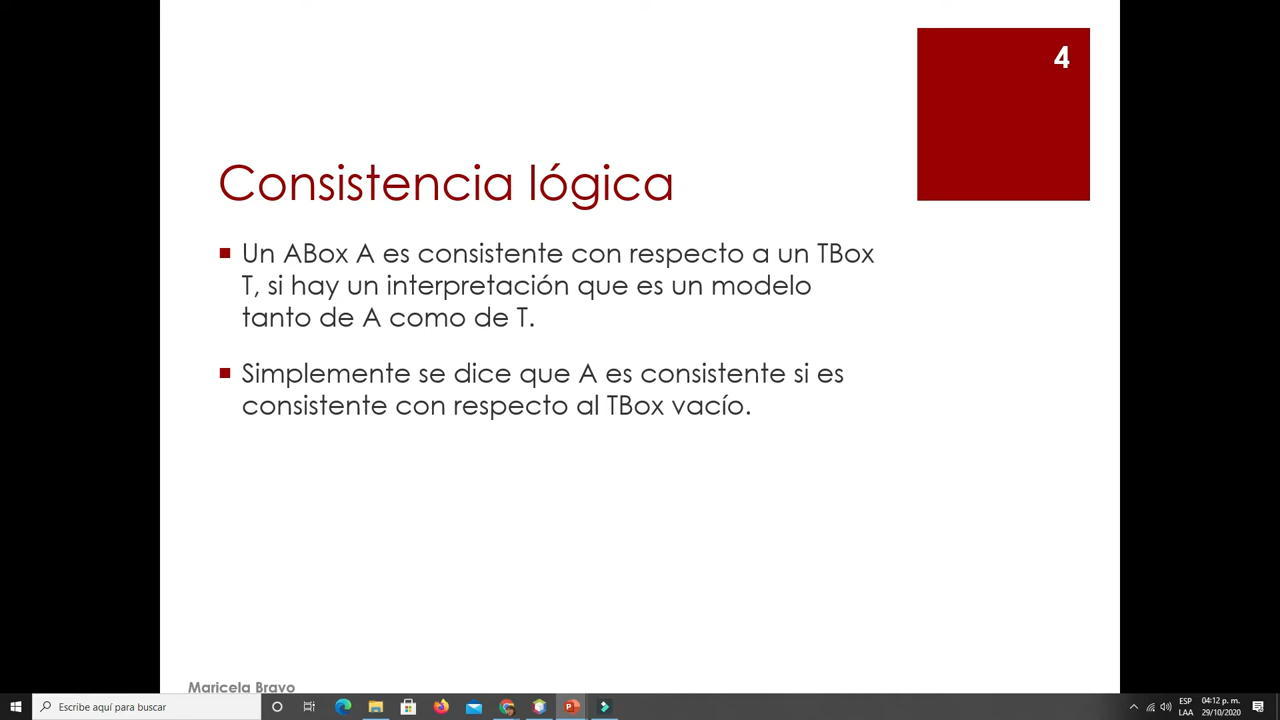 4
Consistencia lógica
Un ABox A es consistente con respecto a un TBox
T, si hay un interpretación que es un modelo
tanto de A como de T.
Simplemente se dice que A es consistente si es
consistente con respecto al TBox vacío.
Maricela Bravo
Escribe aquí para buscar
ESP
LAA
04:12 p. m.
29/10/2020